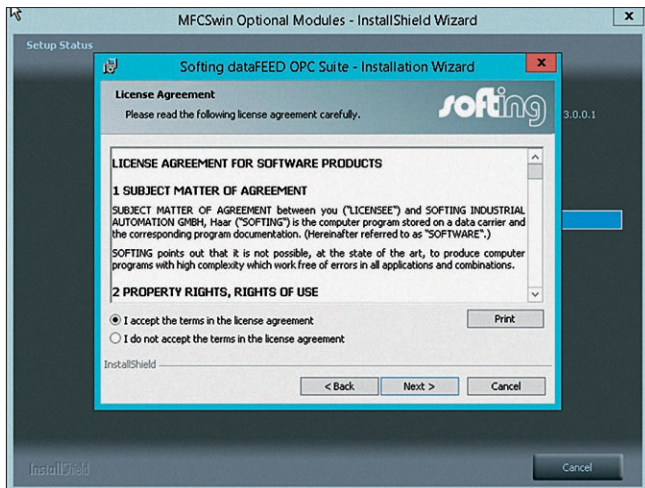 MFCSwin Optional Modules - InstallShield Wizard
x
Setup Status
Softing dataFEED OPC Suite - Installation Wizard
x
License Agreement
Please read the following license agreement carefully.
softing
3.0.0.1
LICENSE AGREEMENT FOR SOFTWARE PRODUCTS
1 SUBJECT MATTER OF AGREEMENT
SUBJECT MATTER OF AGREEMENT between you ("LICENSEE") and SOFTING INDUSTRIAL
AUTOMATION GMBH, Haar ("SOFTING") is the computer program stored on a data carrier and
the corresponding program documentation. (Hereinafter referred to as "SOFTWARE".)
SOFTING points out that it is not possible, at the state of the art, to produce computer
programs with high complexity which work free of errors in all applications and combinations.
2 PROPERTY RIGHTS, RIGHTS OF USE
I accept the terms in the license agreement
Print
I do not accept the terms in the license agreement
InstallShield
< Back
Next >
Cancel
InstallShield
Cancel